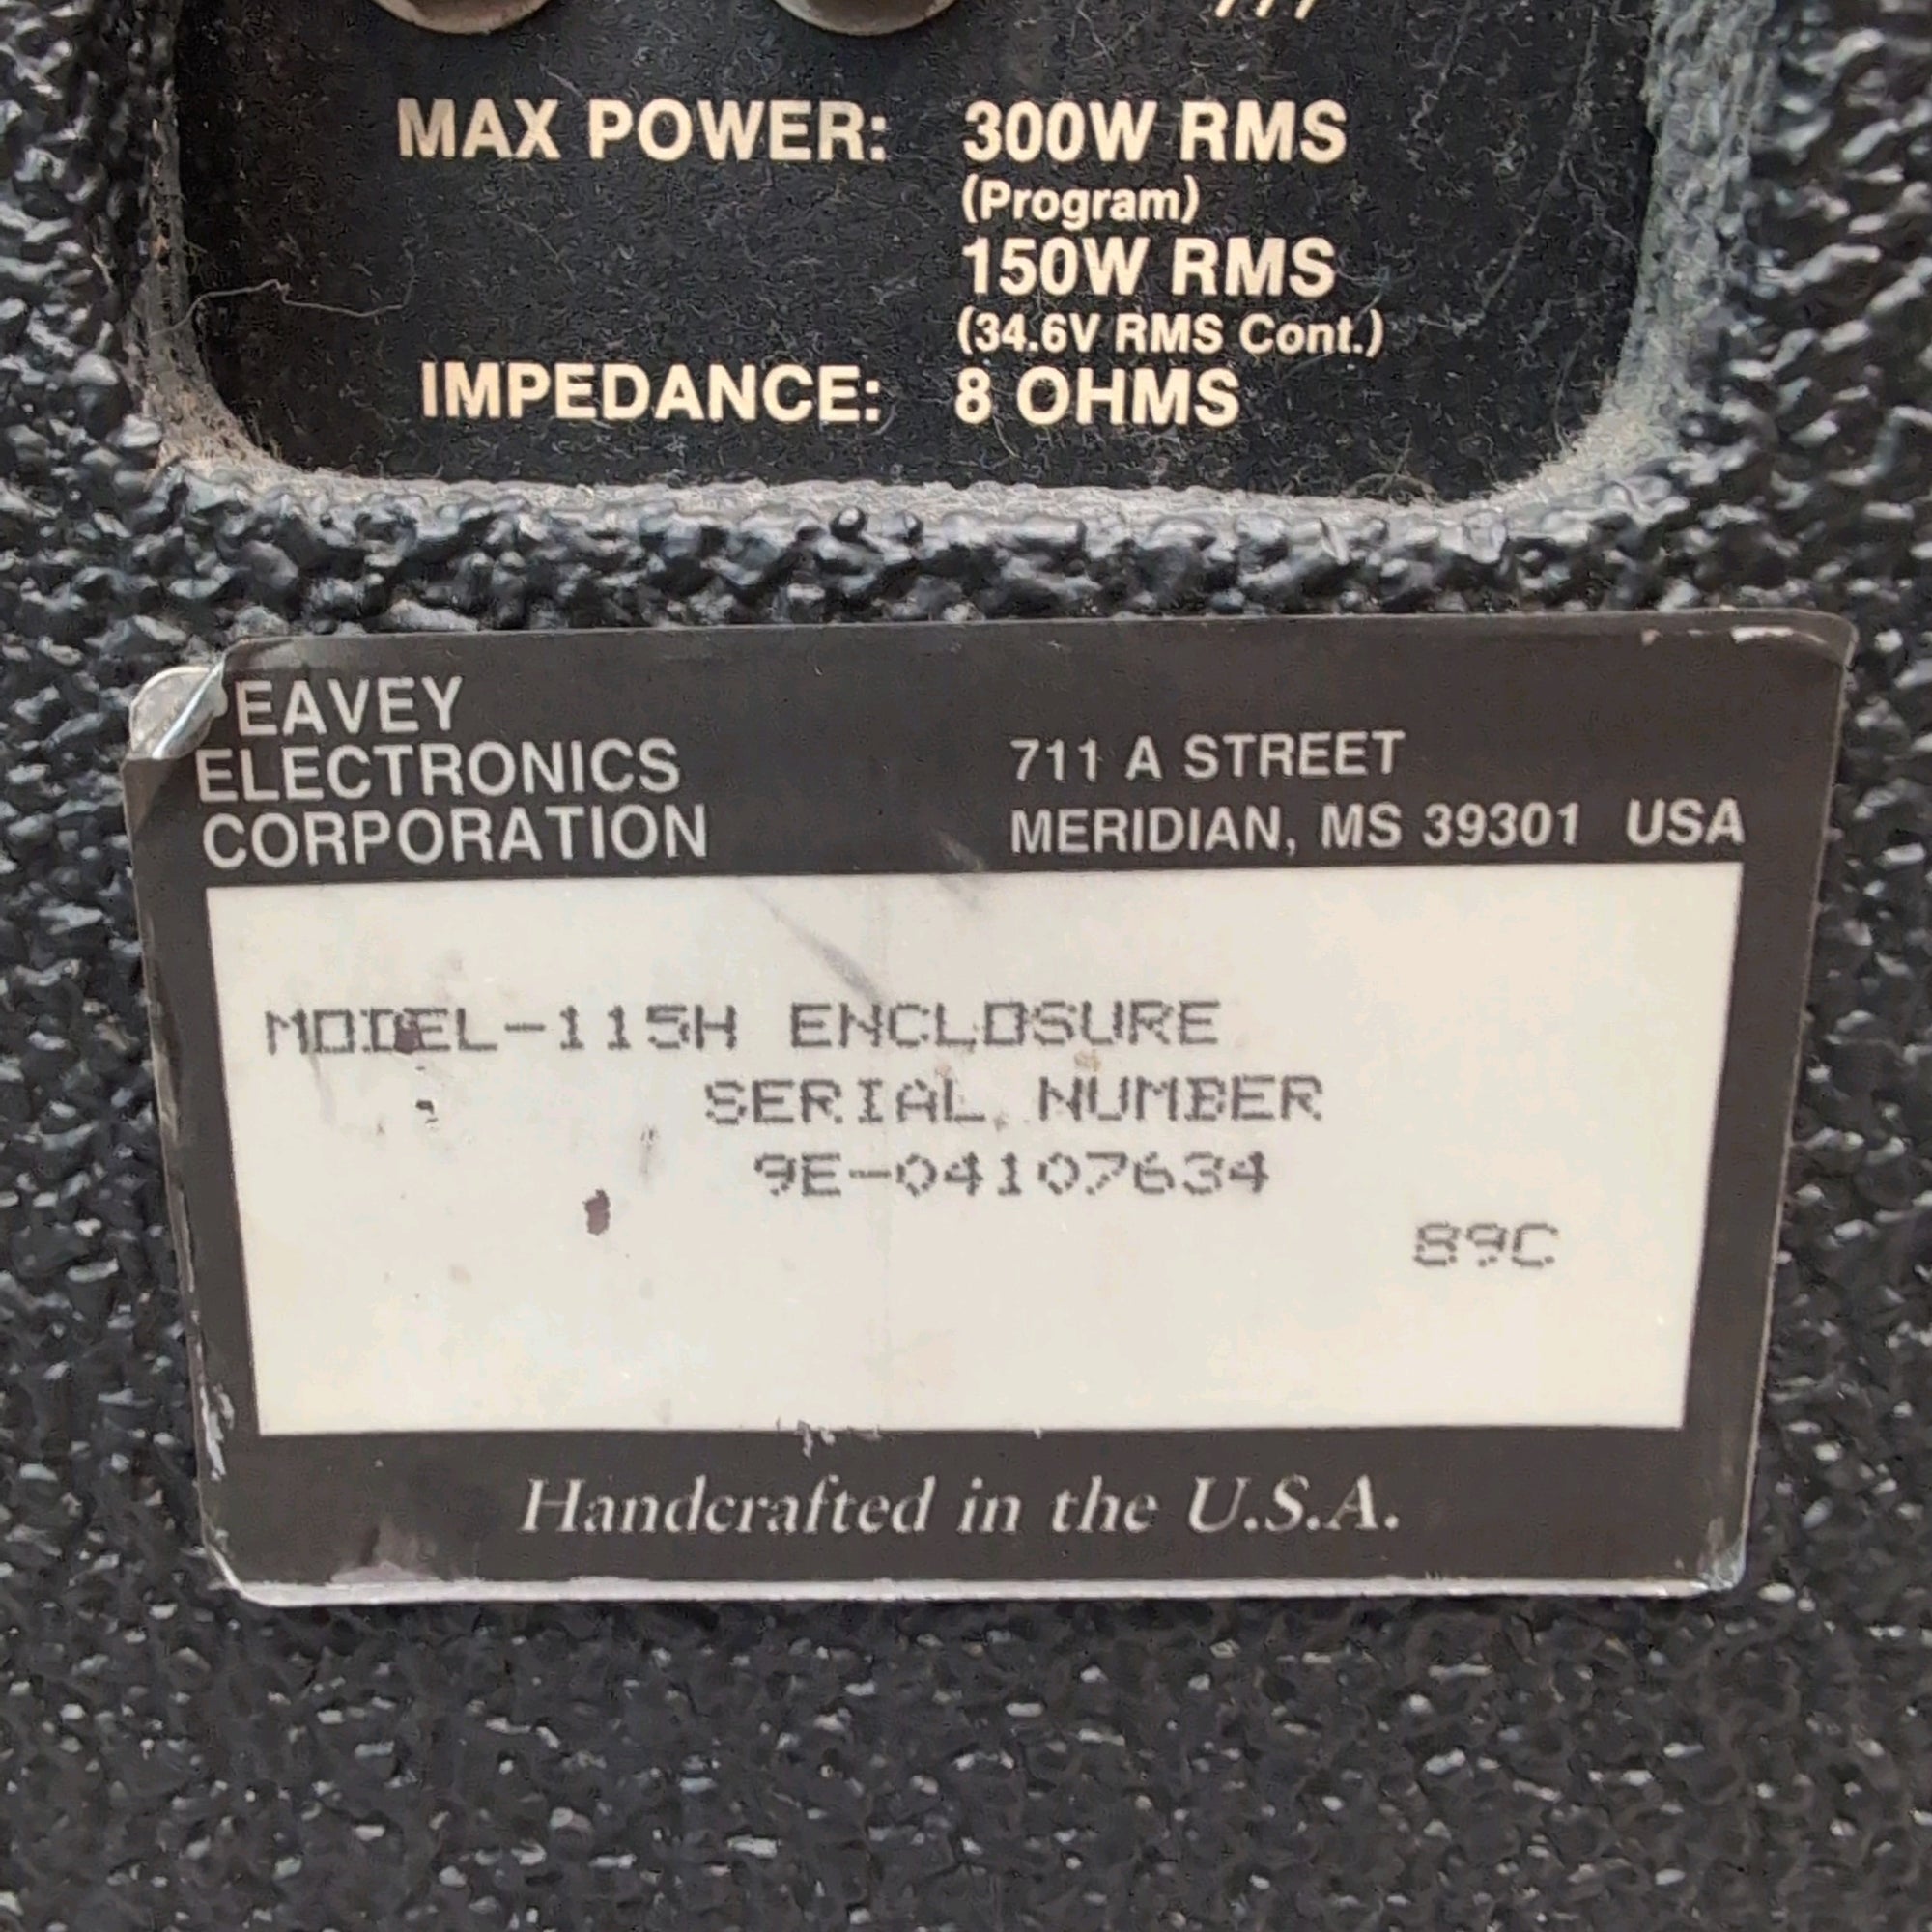 MAX POWER: 300W RMS
(Program)
150W RMS
(34.6V RMS Cont.)
IMPEDANCE: 8 OHMS
EAVEY
ELECTRONICS
CORPORATION
711 A STREET
MERIDIAN, MS 39301 USA
MODEL-115H ENCLOSURE
SERIAL NUMBER
9E-04107634
89C
Handcrafted in the U.S.A.